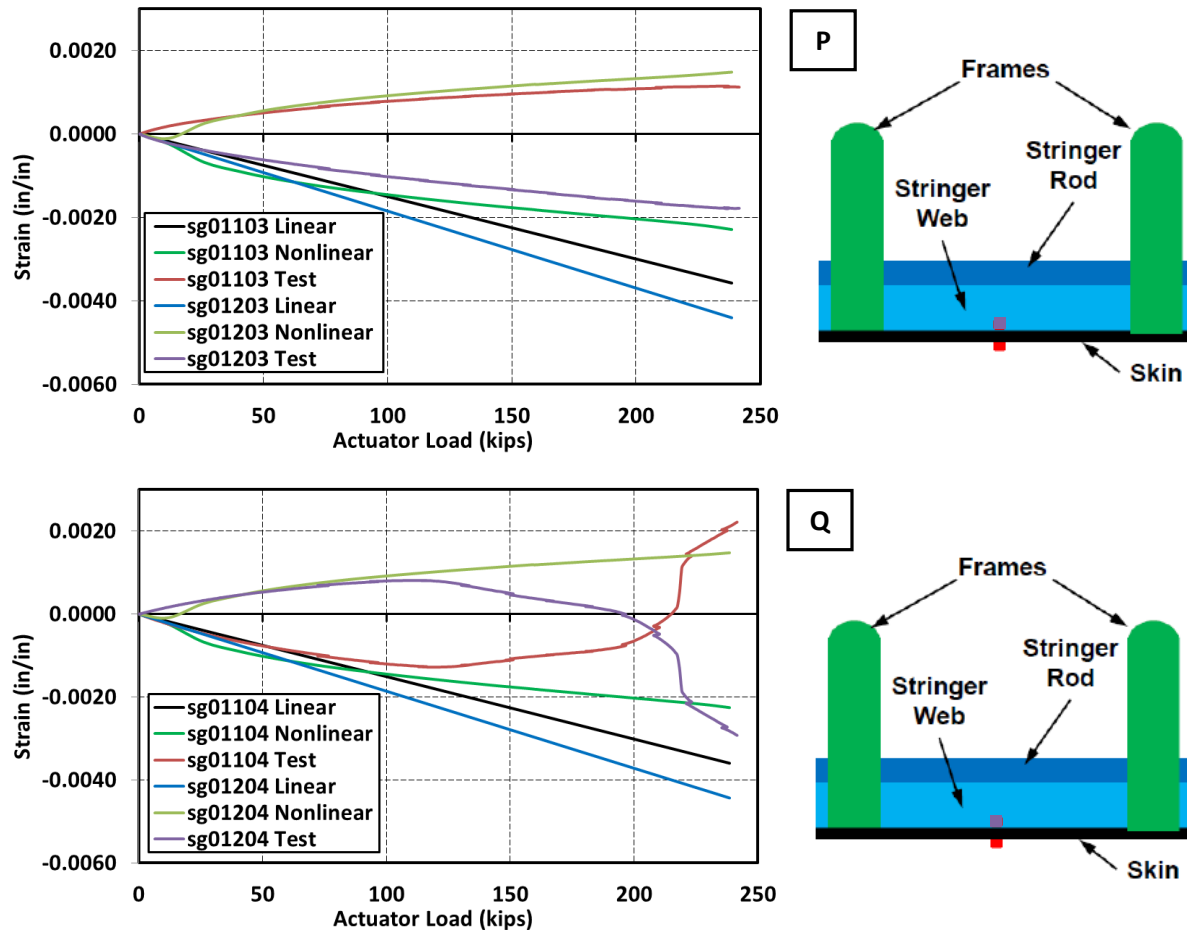 P
0.0020
0.0000
-0.0020
-0.0040
-0.0060
Strain (in/in)
sg01103 Linear
sg01103 Nonlinear
sg01103 Test
sg01203 Linear
sg01203 Nonlinear
sg01203 Test
0 50 100 150 200 250
Actuator Load (kips)
Frames
Stringer
Rod
Stringer
Web
Skin
Q
0.0020
0.0000
-0.0020
-0.0040
-0.0060
Strain (in/in)
sg01104 Linear
sg01104 Nonlinear
sg01104 Test
sg01204 Linear
sg01204 Nonlinear
sg01204 Test
0 50 100 150 200 250
Actuator Load (kips)
Frames
Stringer
Rod
Stringer
Web
Skin